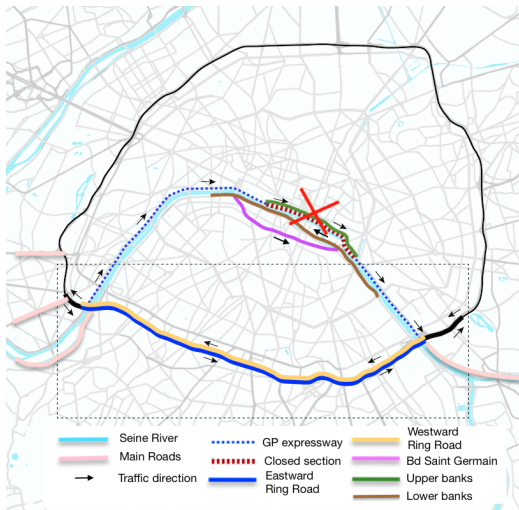 Seine River
Main Roads
Traffic direction
GP expressway
Closed section
Eastward
Ring Road
Westward
Ring Road
Bd Saint Germain
Upper banks
Lower banks